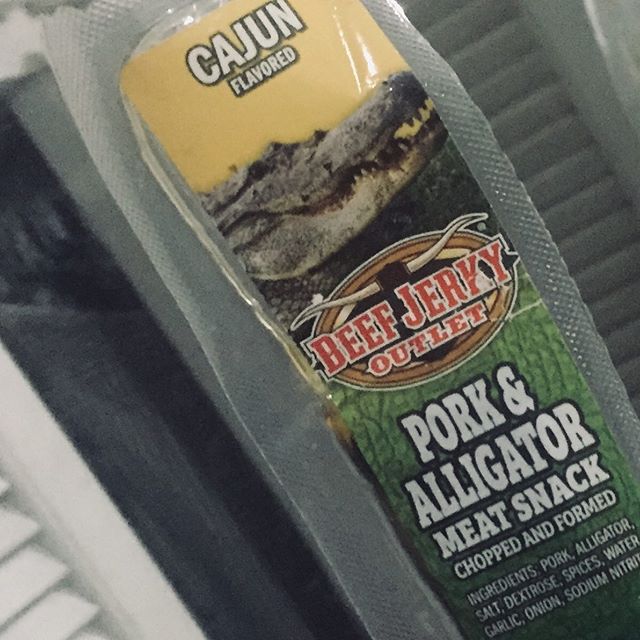 CAJUN
FLAVORED
BEEF JERKY
OUTLET
PORK &
ALLIGATOR
MEAT SNACK
CHOPPED AND FORMED
INGREDIENTS: PORK, ALLIGATOR,
SALT, DEXTROSE, SPICES, WATER
GARLIC, ONION, SODIUM